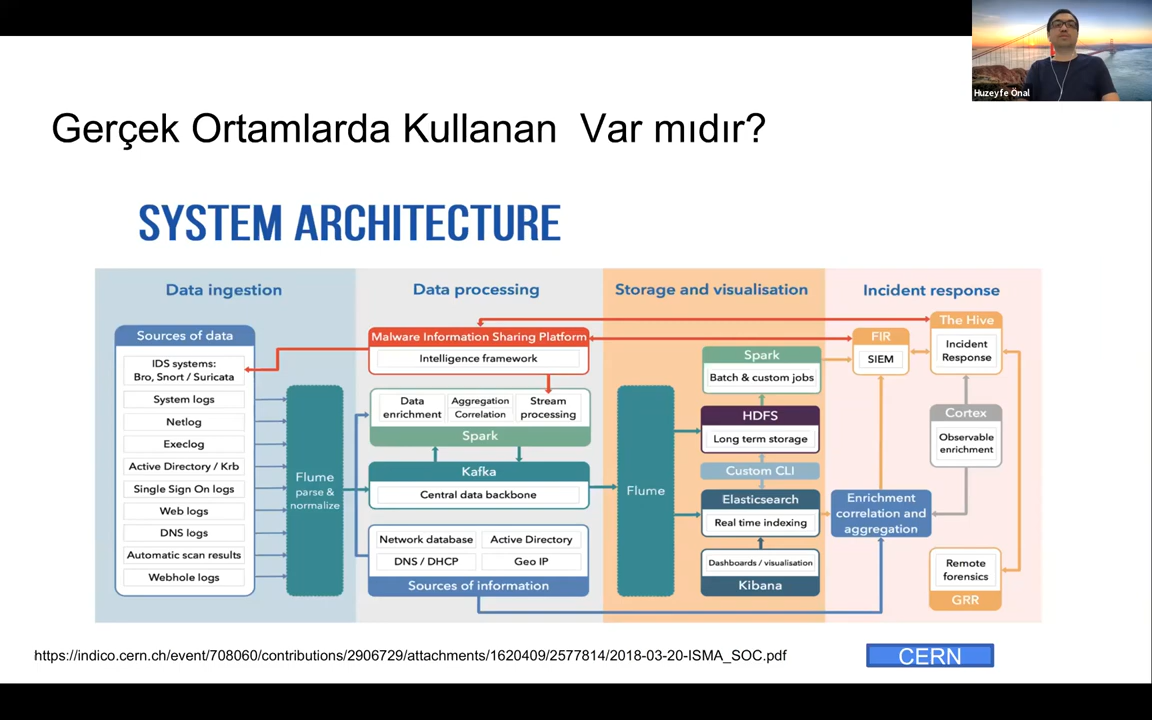 Huzeyfe Önal
Gerçek Ortamlarda Kullanan Var mıdır?
SYSTEM ARCHITECTURE
Data ingestion
Sources of data
IDS systems:
Bro, Snort / Suricata
System logs
Netlog
Execlog
Active Directory / Krb
Single Sign On logs
Web logs
DNS logs
Automatic scan results
Webhole logs
Flume
parse &
normalize
Data processing
Malware Information Sharing Platform
Intelligence framework
Data
enrichment
Aggregation
Correlation
Stream
processing
Spark
Kafka
Central data backbone
Network database
Active Directory
DNS / DHCP
Geo IP
Sources of information
Storage and visualisation
Flume
Spark
Batch & custom jobs
HDFS
Long term storage
Custom CLI
Elasticsearch
Real time indexing
Dashboards / visualisation
Kibana
Incident response
FIR
SIEM
The Hive
Incident
Response
Cortex
Observable
enrichment
Enrichment
correlation and
aggregation
Remote
forensics
GRR
https://indico.cern.ch/event/708060/contributions/2906729/attachments/1620409/2577814/2018-03-20-ISMA_SOC.pdf
CERN